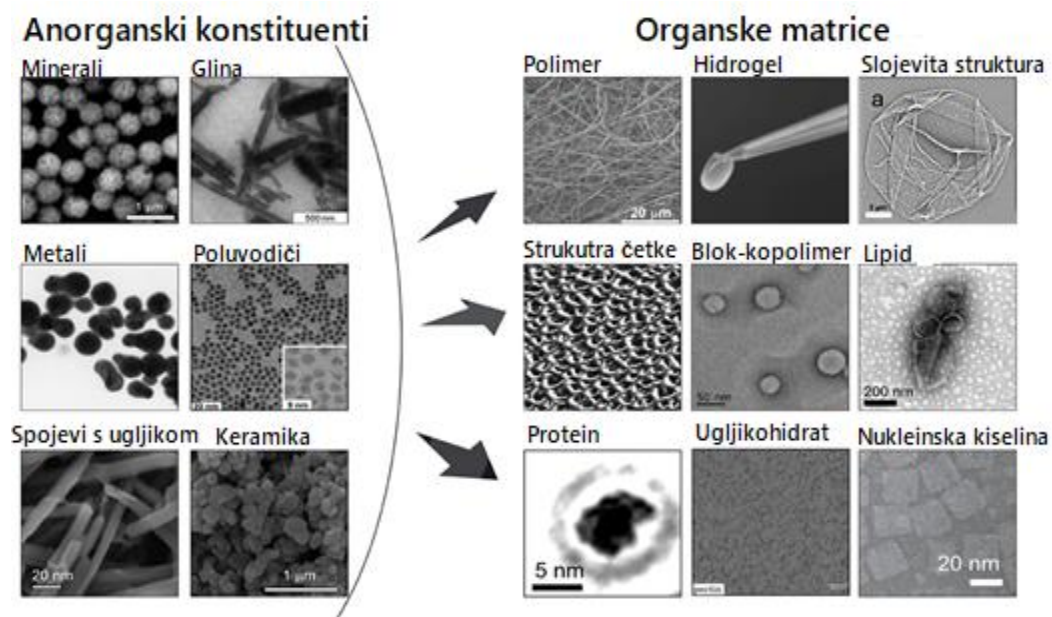 Anorganski konstituenti
Organske matrice
Minerali
Glina
Polimer
Hidrogel
Slojevita struktura
1 μm
500 nm
20 μm
a
Metali
Poluvodiči
Strukutra četke
Blok-kopolimer
Lipid
50 nm
200 nm
Spojevi s ugljikom
Keramika
Protein
Ugljikohidrat
Nukleinska kiselina
20 nm
1 μm
5 nm
20 nm